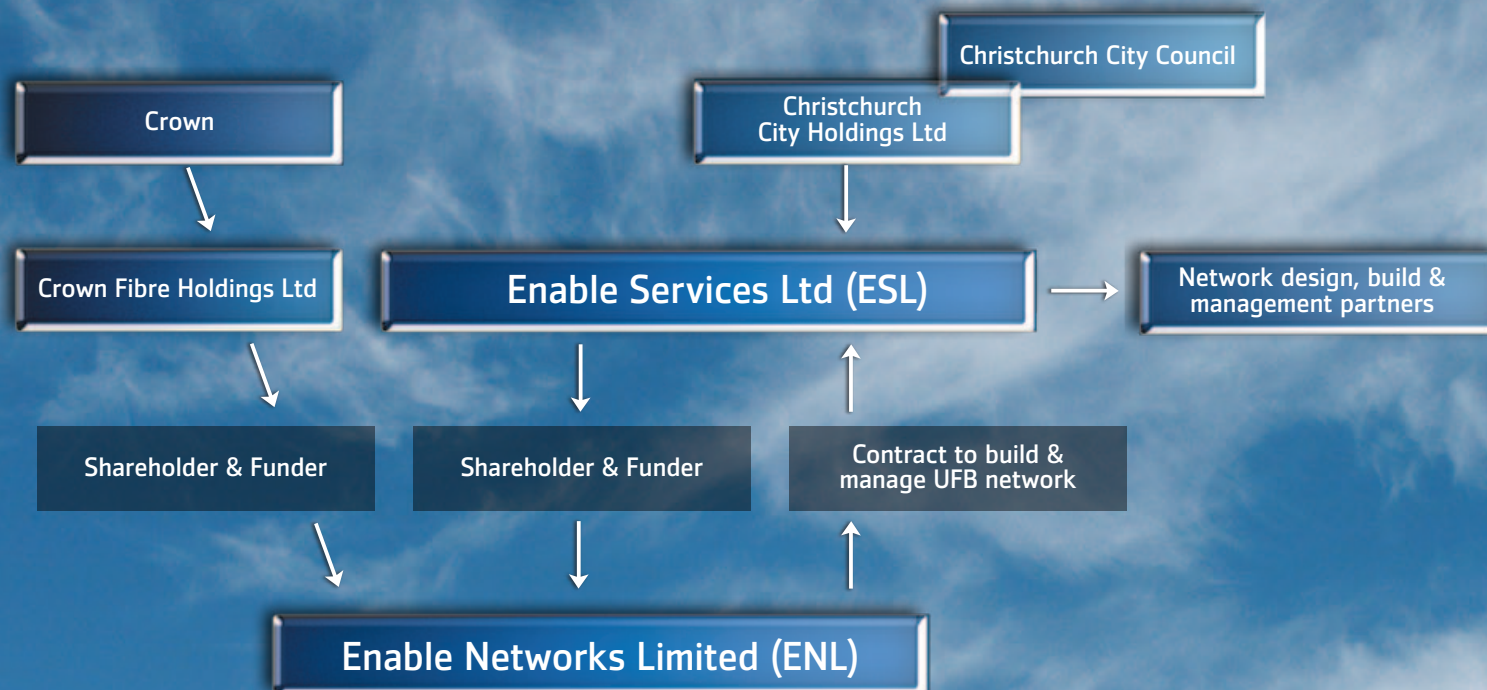 Christchurch City Council
Crown
Christchurch
City Holdings Ltd
Crown Fibre Holdings Ltd
Enable Services Ltd (ESL)
Network design, build &
management partners
Shareholder & Funder
Shareholder & Funder
Contract to build &
manage UFB network
Enable Networks Limited (ENL)